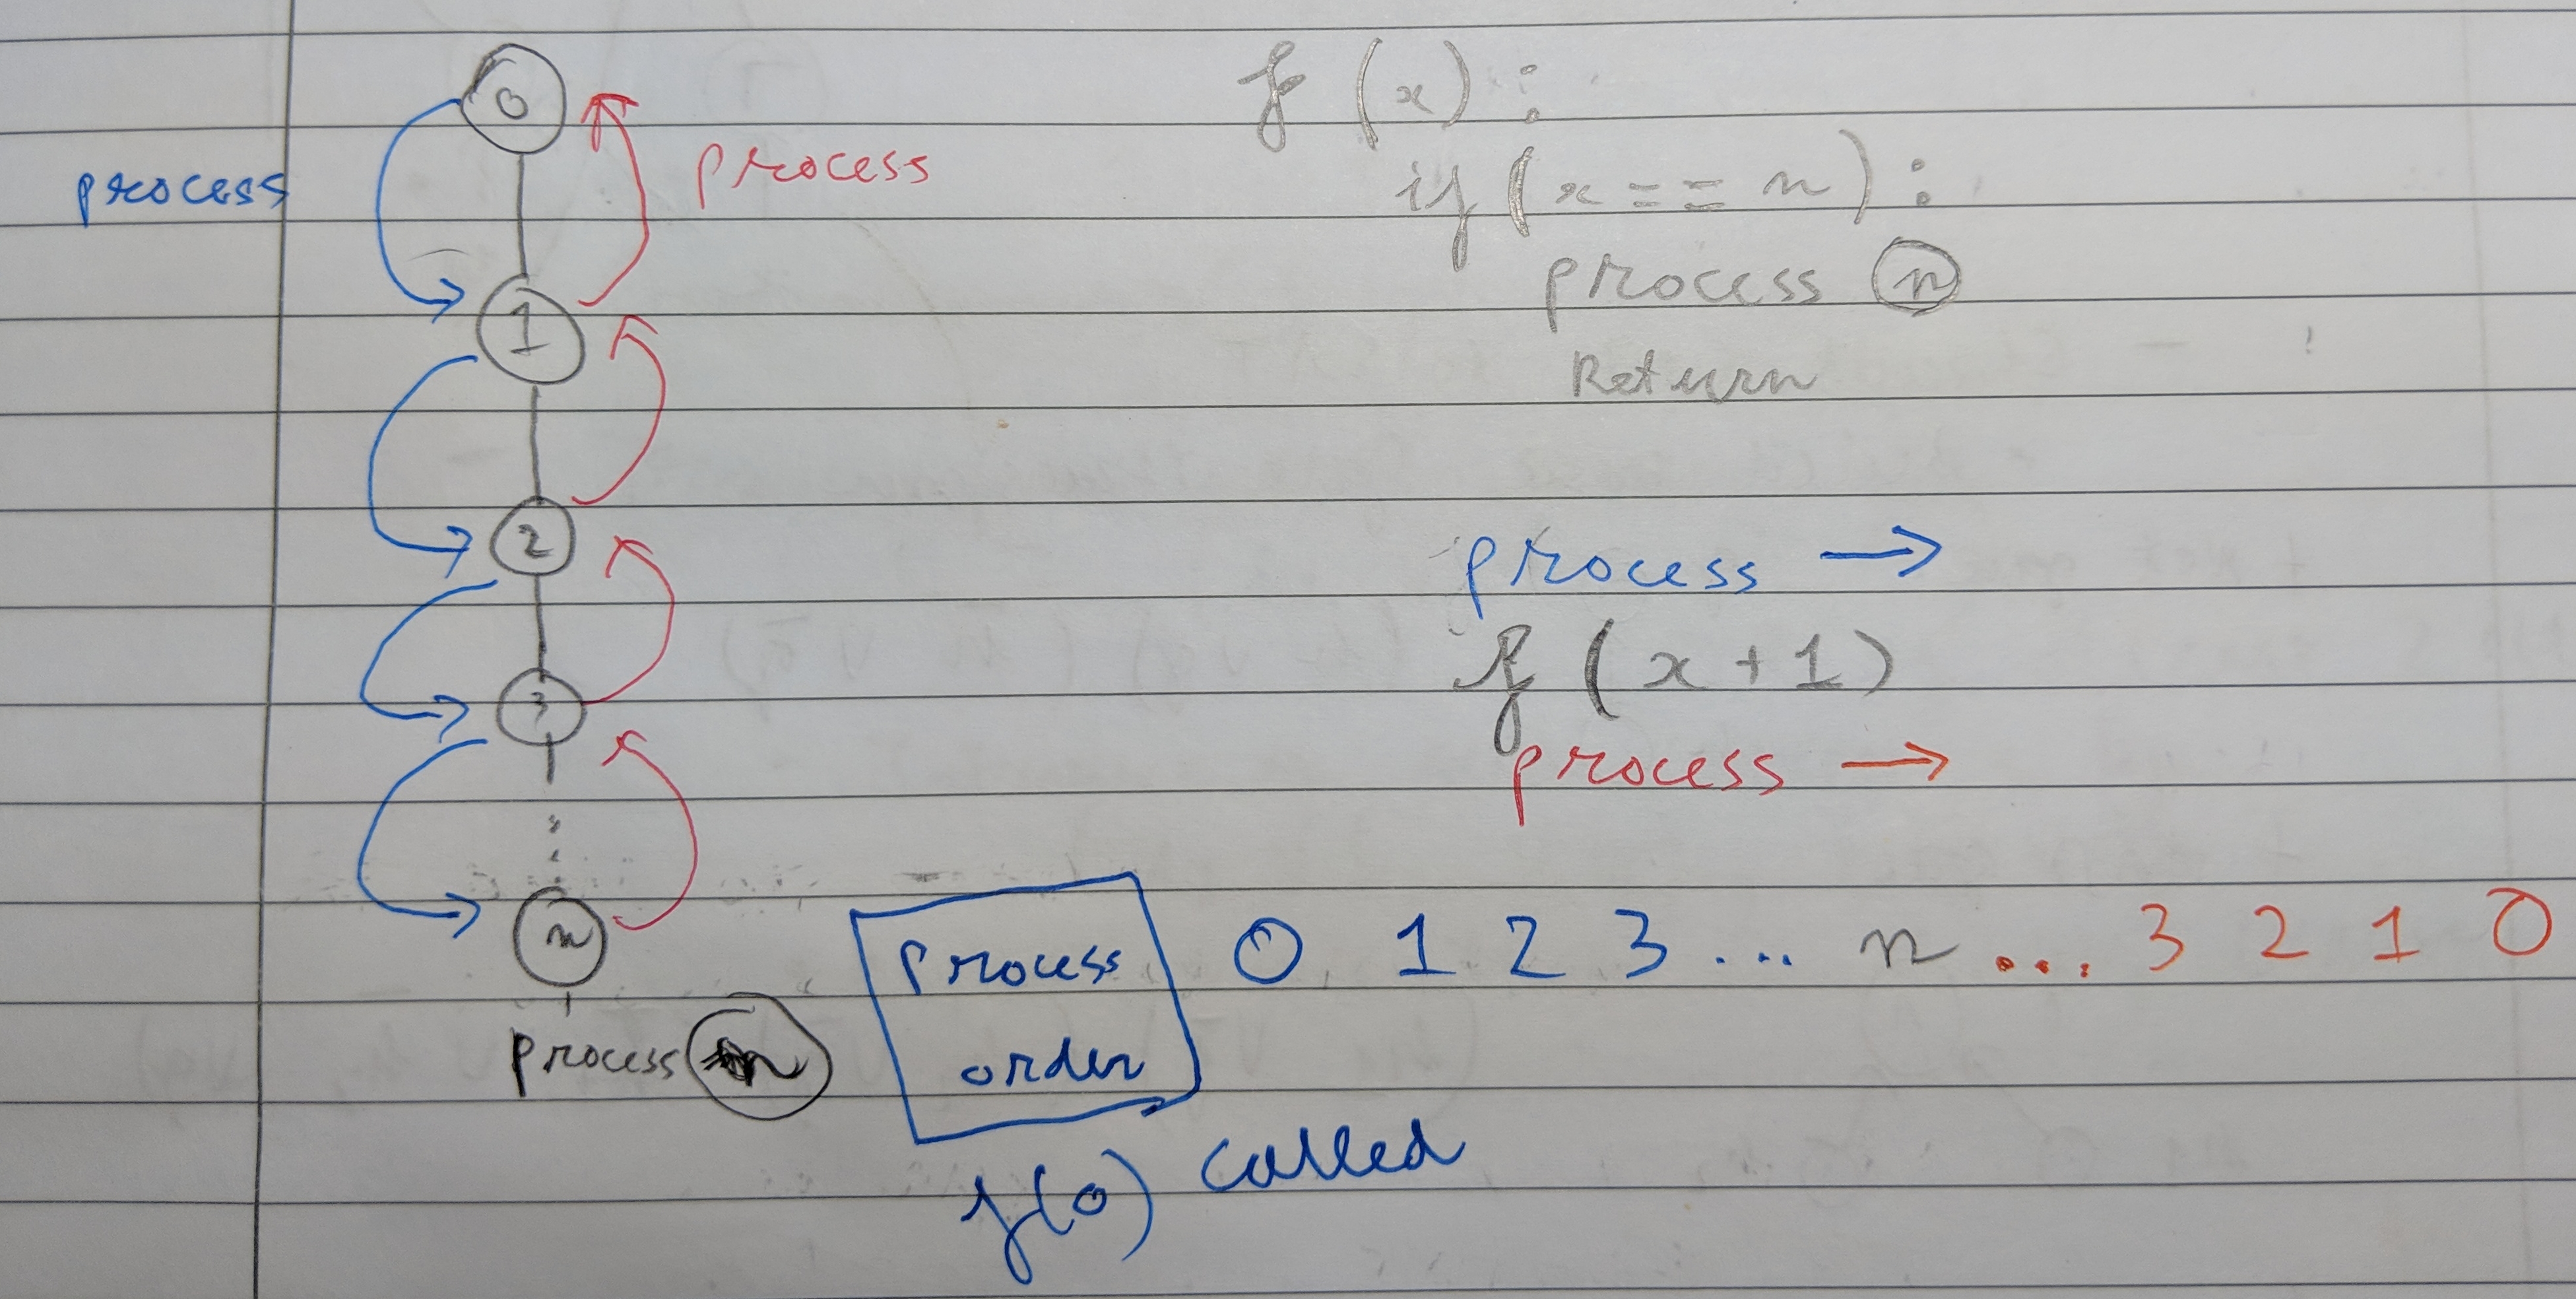 0
process
process
1
2
3
n
process n
f(x):
if(x == n):
process n
Return
process →
f(x+1)
process →
process
order
0 1 2 3 ... n ... 3 2 1 0
f(0) called